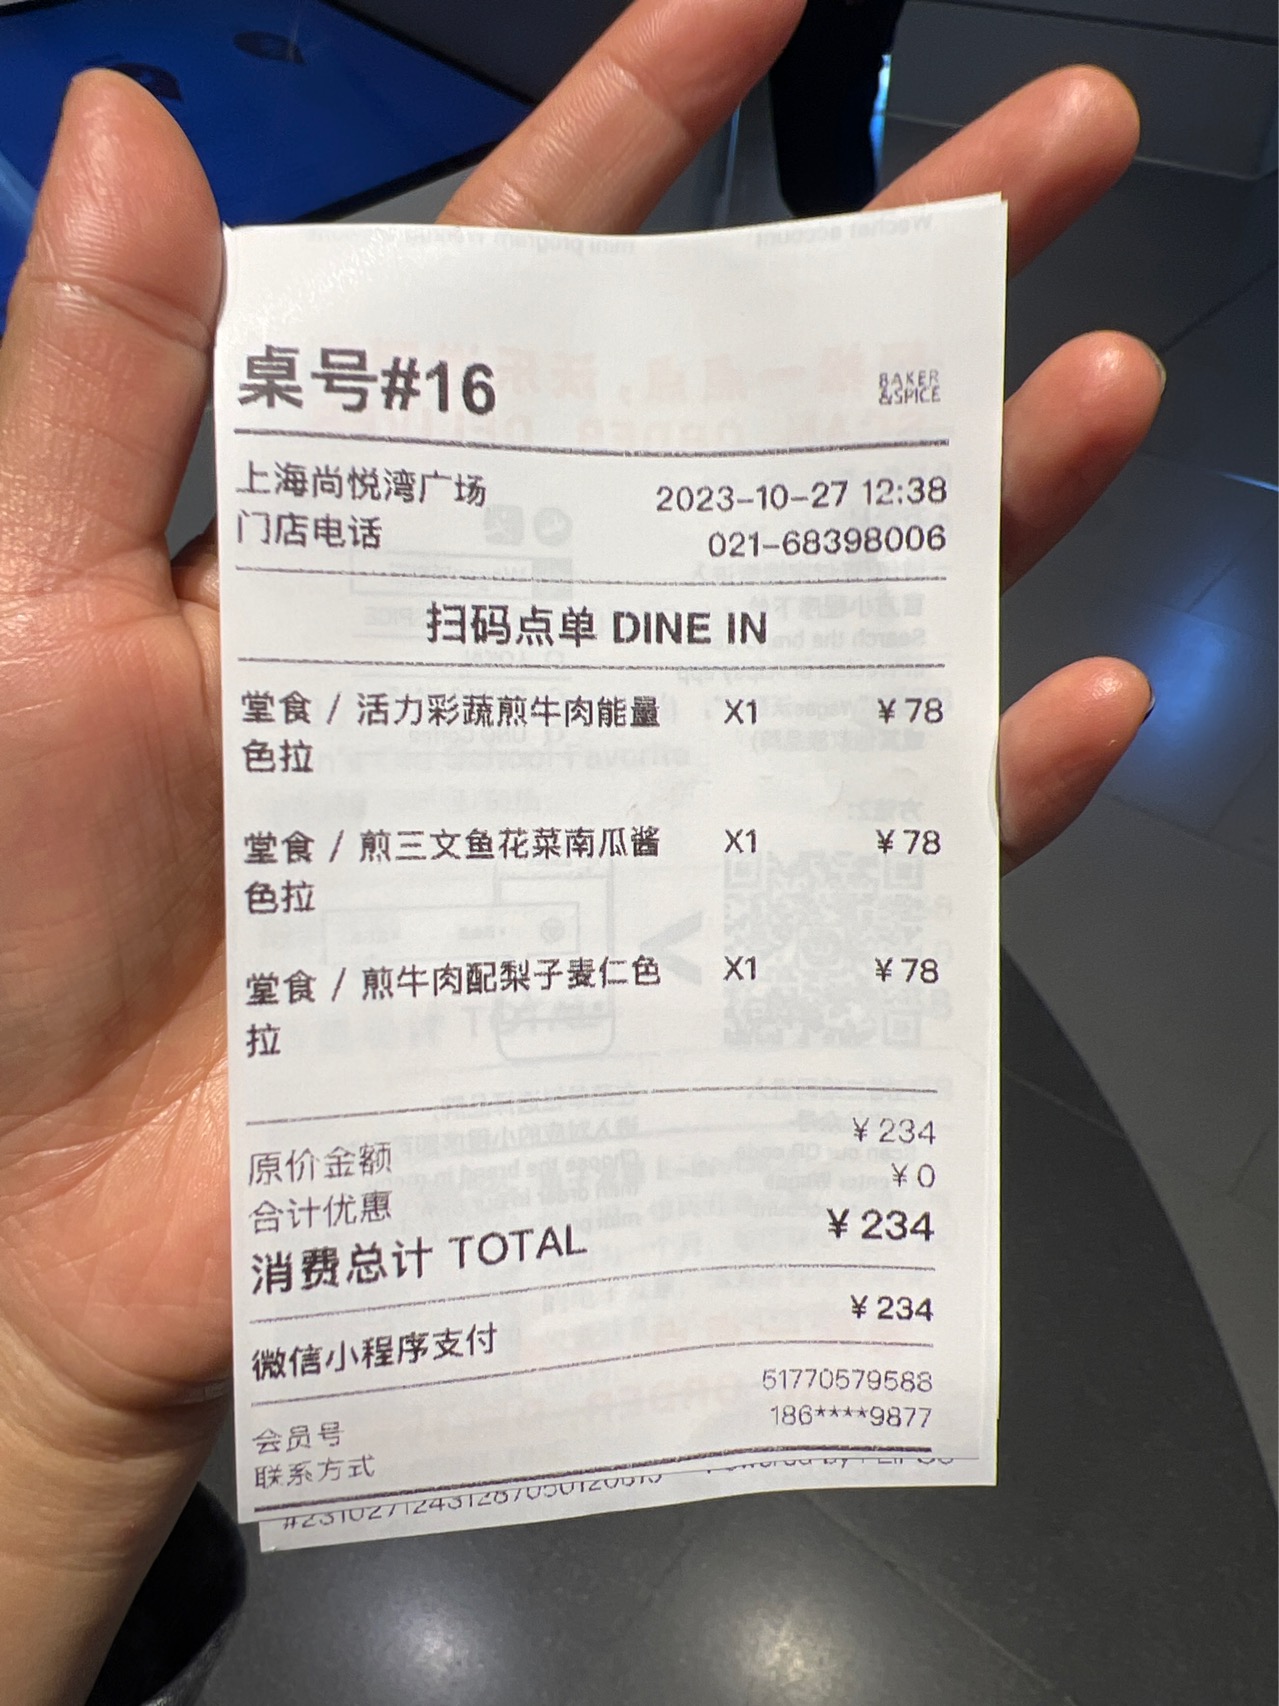 桌号#16
BAKER
&SPICE
上海尚悦湾广场 2023-10-27 12:38
门店电话 021-68398006
扫码点单 DINE IN
堂食 / 活力彩蔬煎牛肉能量 X1 ¥78
色拉
堂食 / 煎三文鱼花菜南瓜酱 X1 ¥78
色拉
堂食 / 煎牛肉配梨子麦仁色 X1 ¥78
拉
原价金额 ¥234
合计优惠 ¥0
消费总计 TOTAL ¥234
微信小程序支付 ¥234
会员号 51770579588
联系方式 186****9877